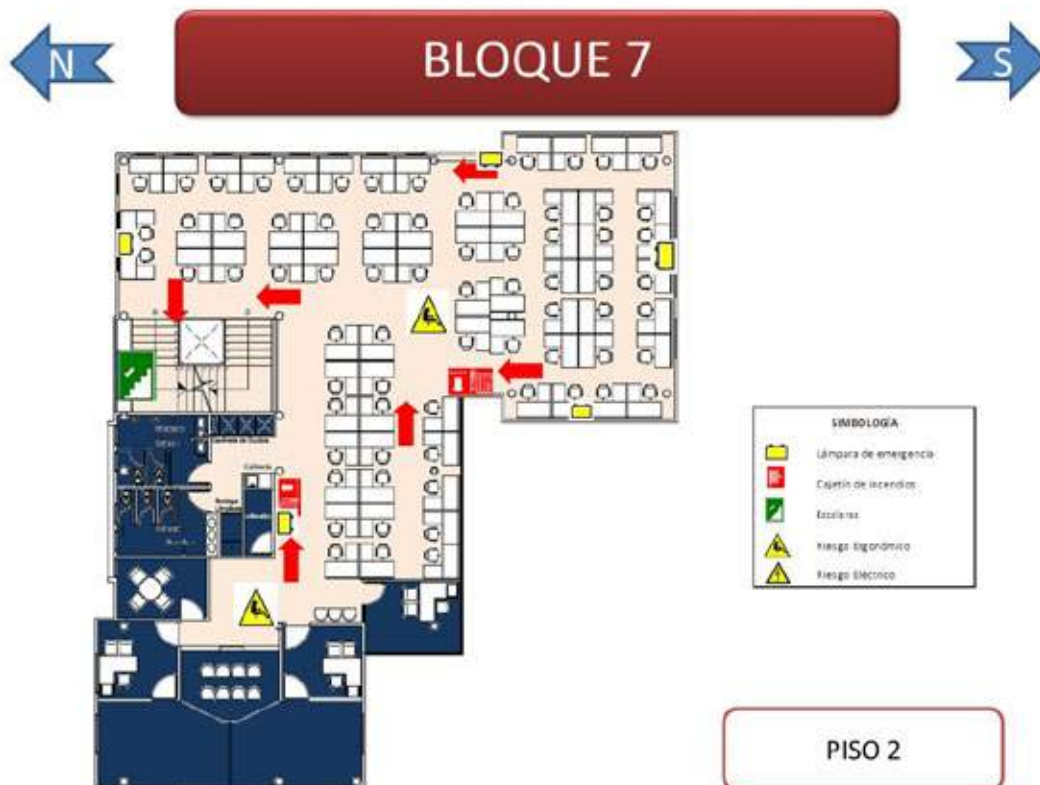 N
BLOQUE 7
S
SIMBOLOGÍA
Lámpara de emergencia
Cajetín de incendios
Escaleras
Riesgo Ergonómico
Riesgo Eléctrico
PISO 2